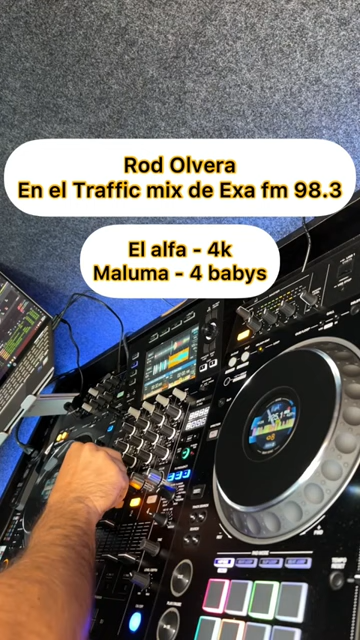 Rod Olvera
En el Traffic mix de Exa fm 98.3
El alfa - 4k
Maluma - 4 babys